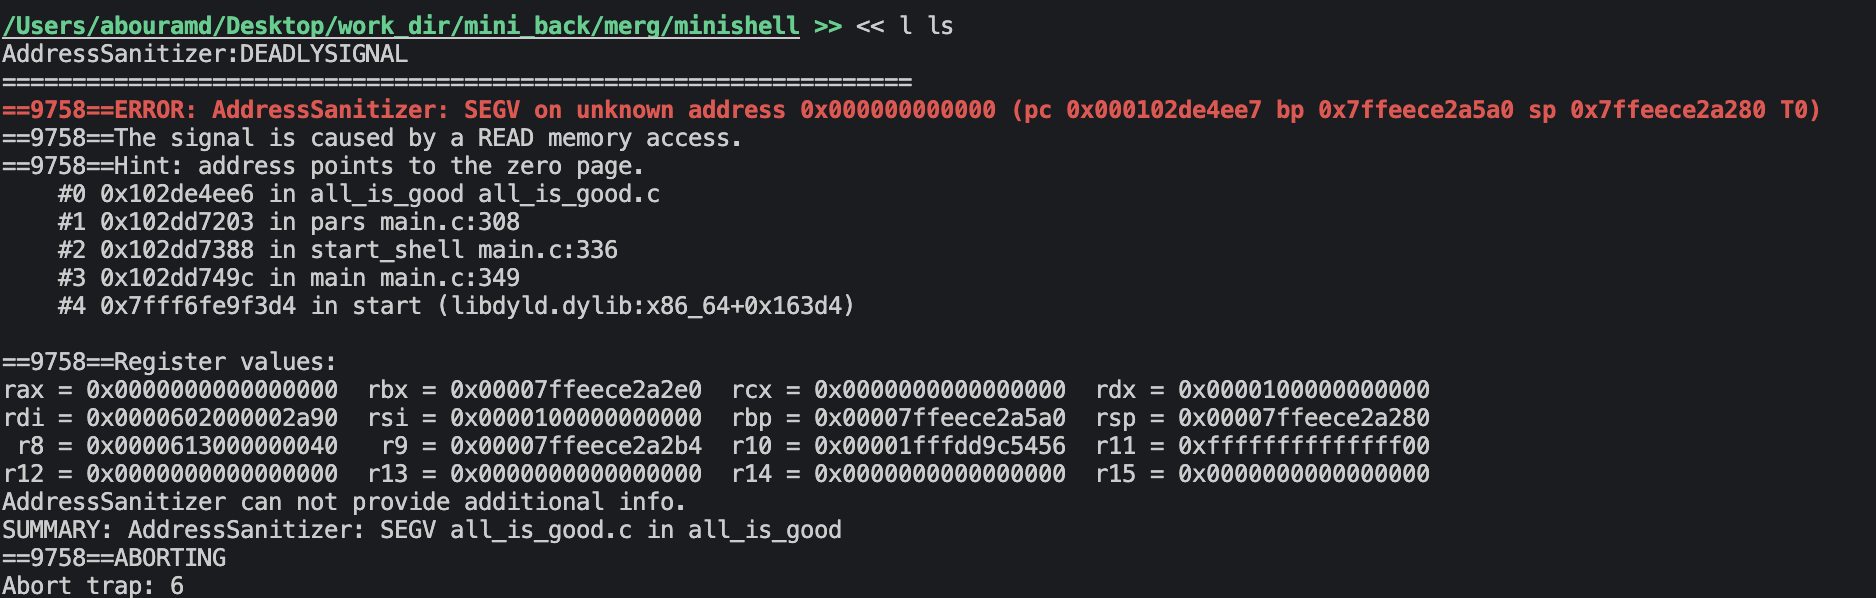 /Users/abouramd/Desktop/work_dir/mini_back/merg/minishell >> << l ls
AddressSanitizer:DEADLYSIGNAL
=================================================================
==9758==ERROR: AddressSanitizer: SEGV on unknown address 0x000000000000 (pc 0x000102de4ee7 bp 0x7ffeece2a5a0 sp 0x7ffeece2a280 T0)
==9758==The signal is caused by a READ memory access.
==9758==Hint: address points to the zero page.
    #0 0x102de4ee6 in all_is_good all_is_good.c
    #1 0x102dd7203 in pars main.c:308
    #2 0x102dd7388 in start_shell main.c:336
    #3 0x102dd749c in main main.c:349
    #4 0x7fff6fe9f3d4 in start (libdyld.dylib:x86_64+0x163d4)

==9758==Register values:
rax = 0x0000000000000000  rbx = 0x00007ffeece2a2e0  rcx = 0x0000000000000000  rdx = 0x0000100000000000
rdi = 0x0000602000002a90  rsi = 0x0000100000000000  rbp = 0x00007ffeece2a5a0  rsp = 0x00007ffeece2a280
 r8 = 0x0000613000000040   r9 = 0x00007ffeece2a2b4  r10 = 0x00001fffdd9c5456  r11 = 0xffffffffffffff00
r12 = 0x0000000000000000  r13 = 0x0000000000000000  r14 = 0x0000000000000000  r15 = 0x0000000000000000
AddressSanitizer can not provide additional info.
SUMMARY: AddressSanitizer: SEGV all_is_good.c in all_is_good
==9758==ABORTING
Abort trap: 6